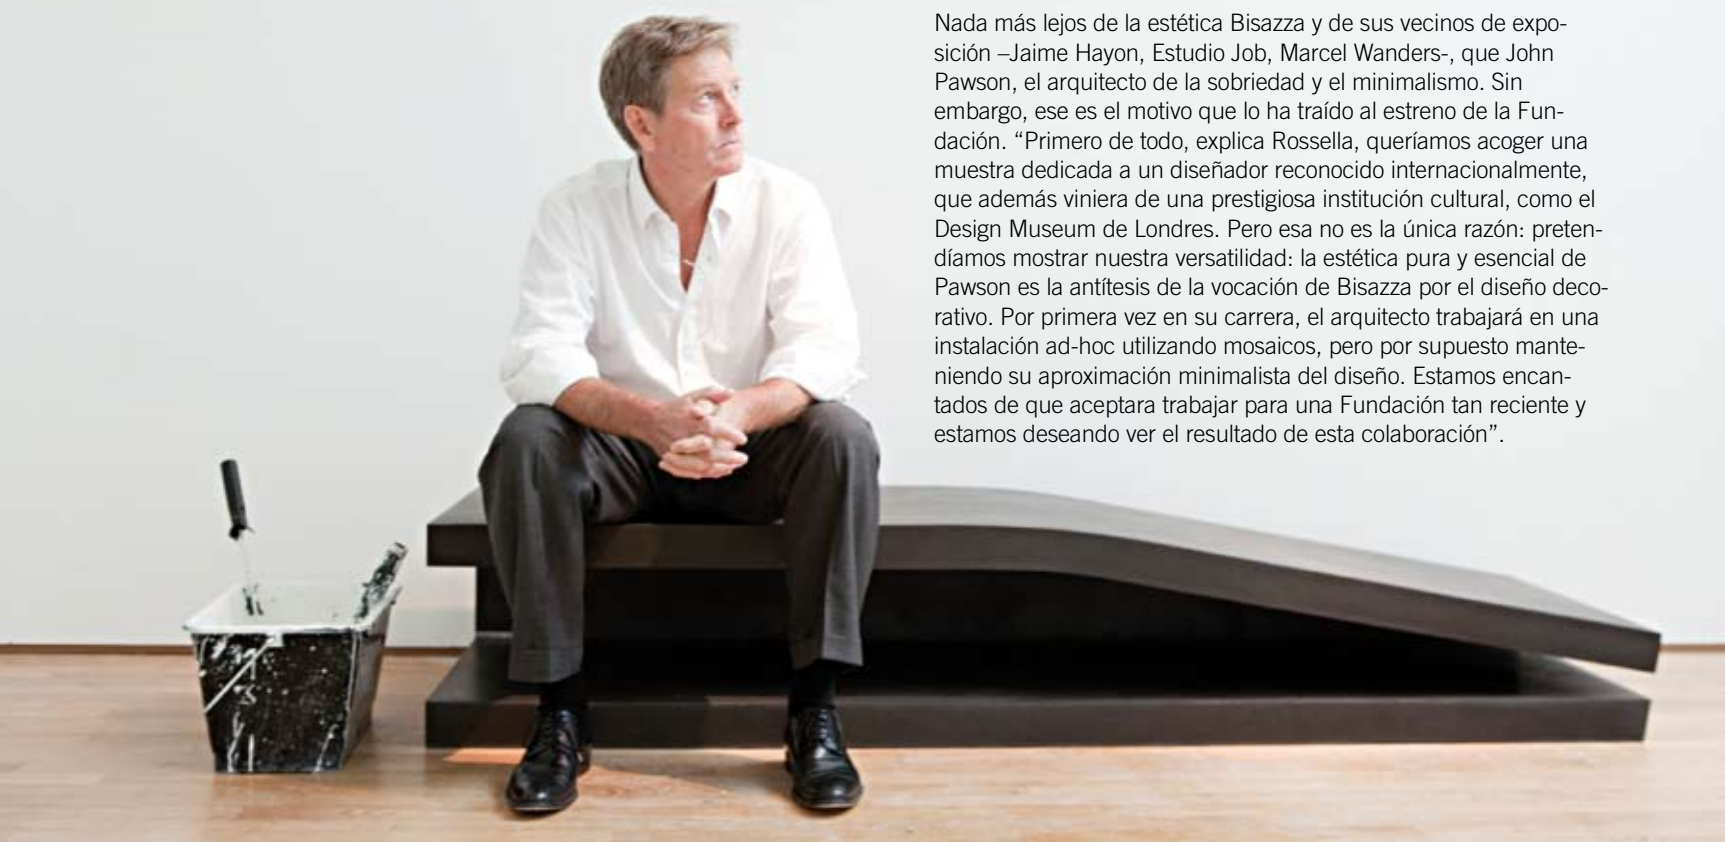 Nada más lejos de la estética Bisazza y de sus vecinos de expo-
sición –Jaime Hayon, Estudio Job, Marcel Wanders-, que John
Pawson, el arquitecto de la sobriedad y el minimalismo. Sin
embargo, ese es el motivo que lo ha traído al estreno de la Fun-
dación. “Primero de todo, explica Rossella, queríamos acoger una
muestra dedicada a un diseñador reconocido internacionalmente,
que además viniera de una prestigiosa institución cultural, como el
Design Museum de Londres. Pero esa no es la única razón: preten-
díamos mostrar nuestra versatilidad: la estética pura y esencial de
Pawson es la antítesis de la vocación de Bisazza por el diseño deco-
rativo. Por primera vez en su carrera, el arquitecto trabajará en una
instalación ad-hoc utilizando mosaicos, pero por supuesto mante-
niendo su aproximación minimalista del diseño. Estamos encan-
tados de que aceptara trabajar para una Fundación tan reciente y
estamos deseando ver el resultado de esta colaboración”.